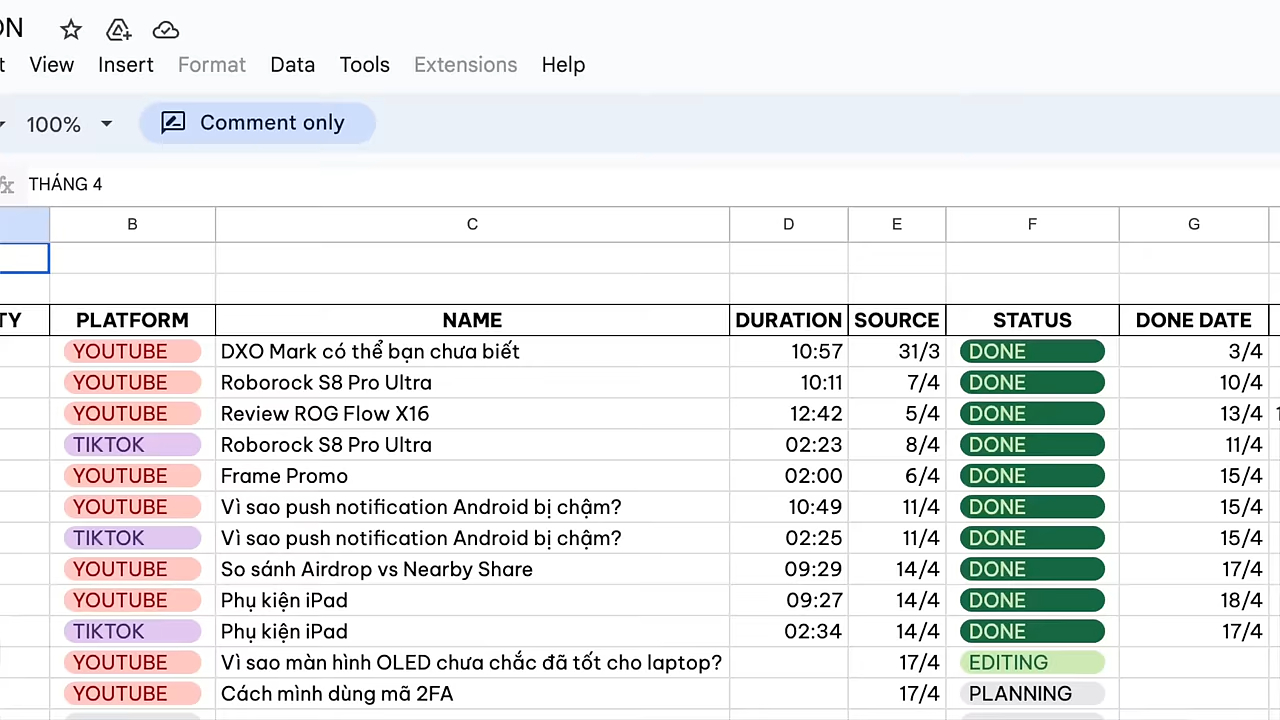 ON
t View Insert Format Data Tools Extensions Help
100% Comment only
fx THÁNG 4
B C D E F G
TY PLATFORM NAME DURATION SOURCE STATUS DONE DATE
YOUTUBE DXO Mark có thể bạn chưa biết 10:57 31/3 DONE 3/4
YOUTUBE Roborock S8 Pro Ultra 10:11 7/4 DONE 10/4
YOUTUBE Review ROG Flow X16 12:42 5/4 DONE 13/4 1
TIKTOK Roborock S8 Pro Ultra 02:23 8/4 DONE 11/4
YOUTUBE Frame Promo 02:00 6/4 DONE 15/4
YOUTUBE Vì sao push notification Android bị chậm? 10:49 11/4 DONE 15/4
TIKTOK Vì sao push notification Android bị chậm? 02:25 11/4 DONE 15/4
YOUTUBE So sánh Airdrop vs Nearby Share 09:29 14/4 DONE 17/4
YOUTUBE Phụ kiện iPad 09:27 14/4 DONE 18/4
TIKTOK Phụ kiện iPad 02:34 14/4 DONE 17/4
YOUTUBE Vì sao màn hình OLED chưa chắc đã tốt cho laptop? 17/4 EDITING
YOUTUBE Cách mình dùng mã 2FA 17/4 PLANNING